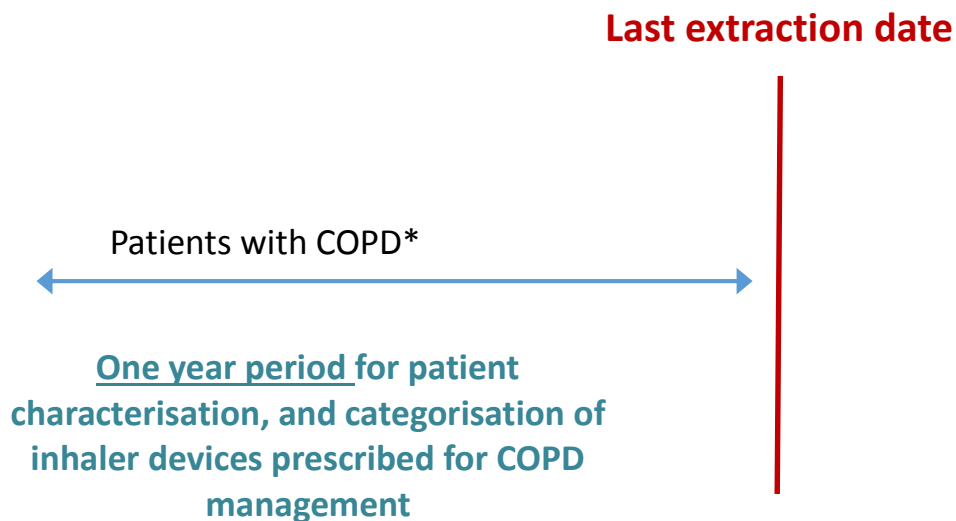 Last extraction date
Patients with COPD*
One year period for patient
characterisation, and categorisation of
inhaler devices prescribed for COPD
management